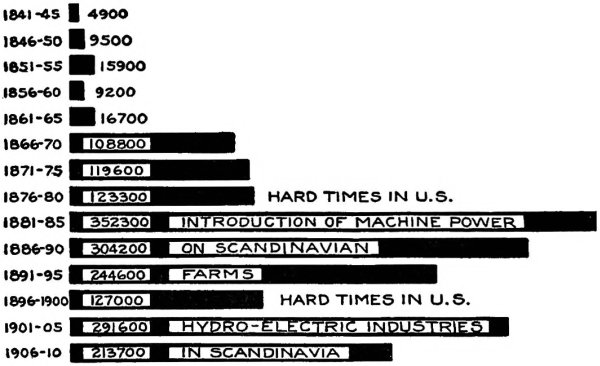 1841-45 4900
1846-50 9500
1851-55 15900
1856-60 9200
1861-65 16700
1866-70 108800
1871-75 119600
1876-80 123300 HARD TIMES IN U.S.
1881-85 352300 INTRODUCTION OF MACHINE POWER
1886-90 304200 ON SCANDINAVIAN
1891-95 244600 FARMS
1896-1900 127000 HARD TIMES IN U.S.
1901-05 291600 HYDRO-ELECTRIC INDUSTRIES
1906-10 213700 IN SCANDINAVIA